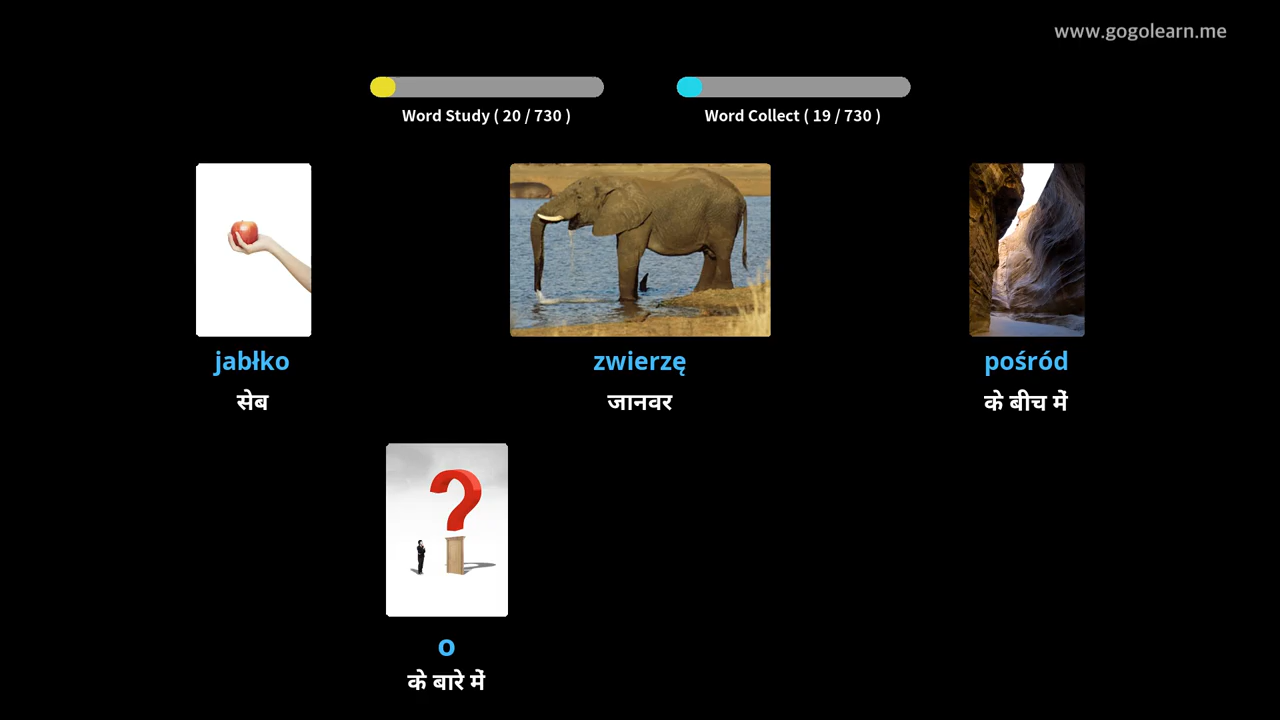 www.gogolearn.me
Word Study ( 20 / 730 )
Word Collect ( 19 / 730 )
jabłko
zwierzę
pośród
सेब
जानवर
के बीच में
?
o
के बारे में